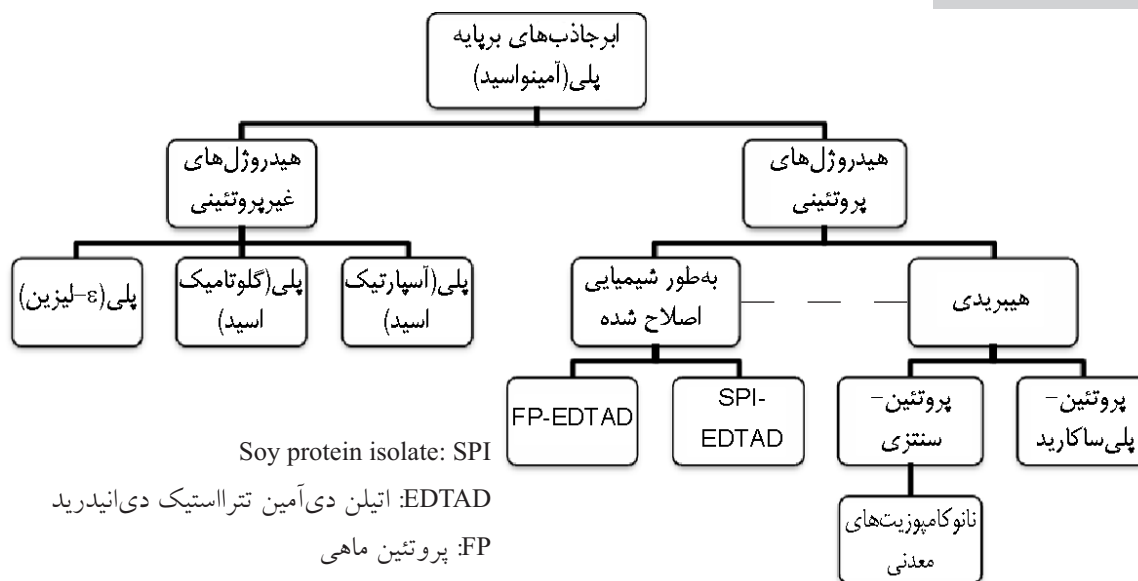 ابرجاذب‌های برپایه
پلی(آمینواسید)
هیدروژل‌های
پروتئینی
هیدروژل‌های
غیرپروتئینی
هیبریدی
به‌طور شیمیایی
اصلاح شده
پلی(آسپارتیک
اسید)
پلی(گلوتامیک
اسید)
پلی(ε-لیزین)
پروتئین-
پلی‌ساکارید
پروتئین-
سنتزی
SPI-
EDTAD
FP-EDTAD
نانوکامپوزیت‌های
معدنی
Soy protein isolate: SPI
EDTAD: اتیلن دی‌آمین تترااستیک دی‌انیدرید
FP: پروتئین ماهی